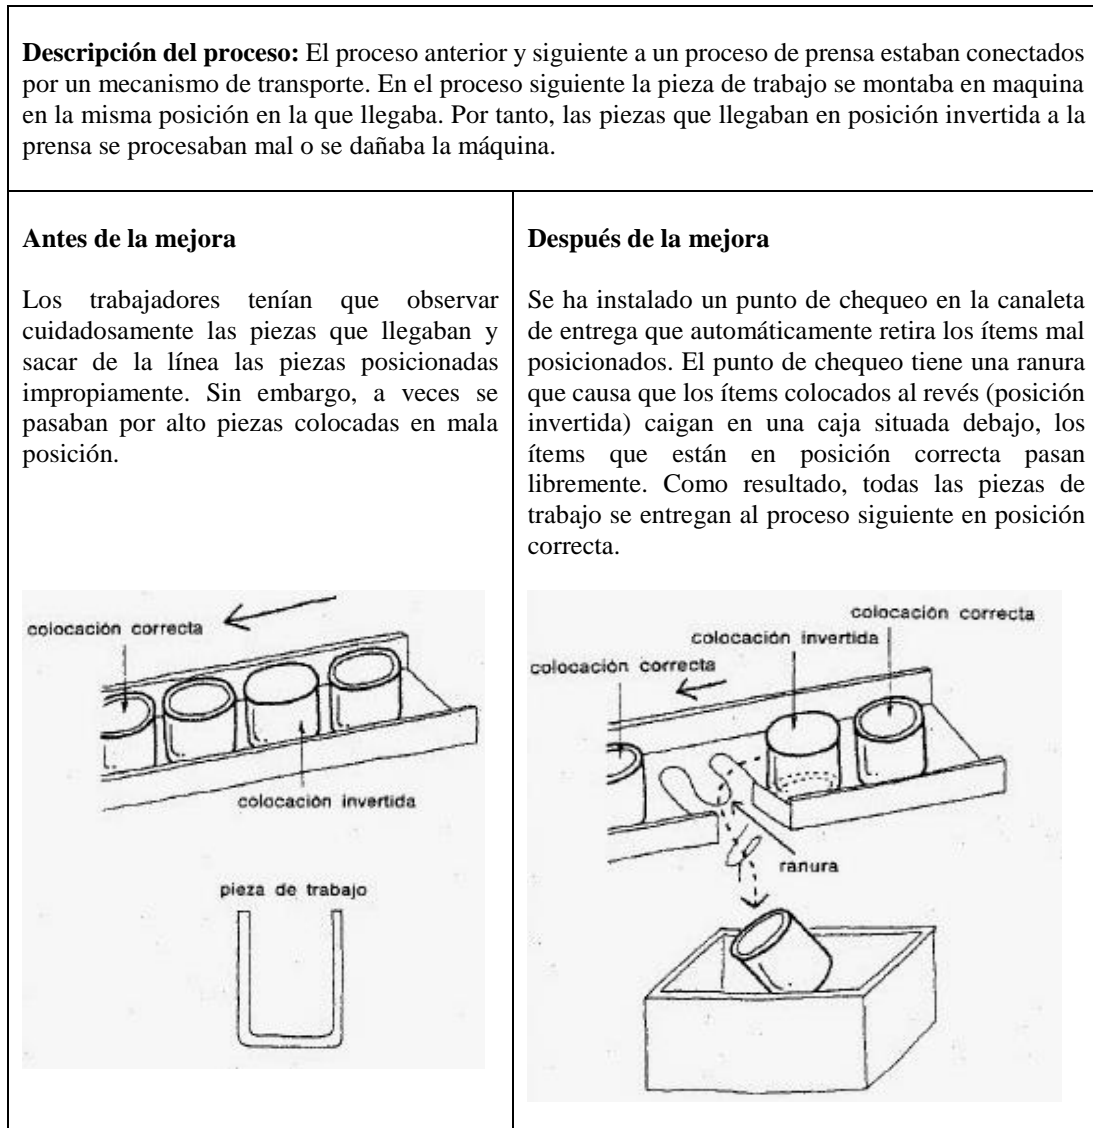 Descripción del proceso: El proceso anterior y siguiente a un proceso de prensa estaban conectados
por un mecanismo de transporte. En el proceso siguiente la pieza de trabajo se montaba en maquina
en la misma posición en la que llegaba. Por tanto, las piezas que llegaban en posición invertida a la
prensa se procesaban mal o se dañaba la máquina.
Antes de la mejora
Los trabajadores tenían que observar
cuidadosamente las piezas que llegaban y
sacar de la línea las piezas posicionadas
impropiamente. Sin embargo, a veces se
pasaban por alto piezas colocadas en mala
posición.
colocación correcta
colocación invertida
pieza de trabajo
Después de la mejora
Se ha instalado un punto de chequeo en la canaleta
de entrega que automáticamente retira los ítems mal
posicionados. El punto de chequeo tiene una ranura
que causa que los ítems colocados al revés (posición
invertida) caigan en una caja situada debajo, los
ítems que están en posición correcta pasan
libremente. Como resultado, todas las piezas de
trabajo se entregan al proceso siguiente en posición
correcta.
colocación correcta
colocación invertida
colocación correcta
ranura